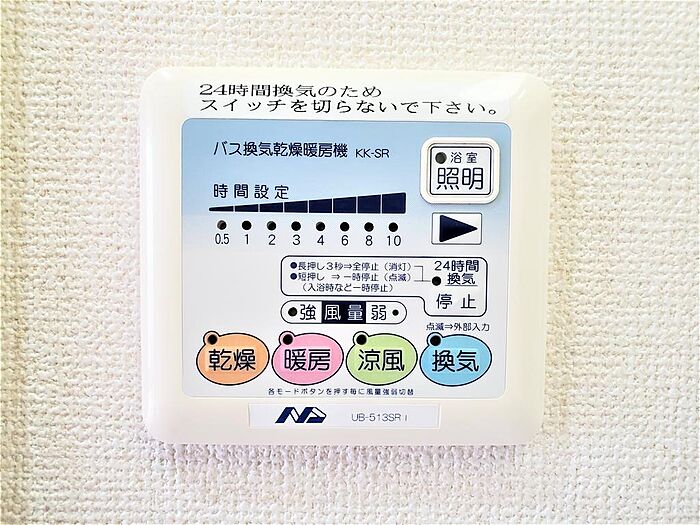 24時間換気のため
スイッチを切らないで下さい。
バス換気乾燥暖房機 KK-SR
浴室
照明
時間設定
0.5 1 2 3 4 6 8 10
●長押し3秒⇒全停止（消灯）
●短押し ⇒一時停止（点滅）
（入浴時など一時停止）
24時間
換気
停止
強 風量 弱
点滅⇒外部入力
乾燥 暖房 涼風 換気
各モードボタンを押す毎に風量強弱切替
UB-513SRi